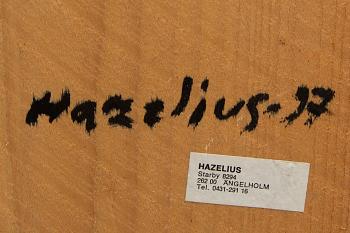 Hazelius-97
HAZELIUS
Starby 8294
262 00 ÄNGELHOLM
Tel. 0431-291 16